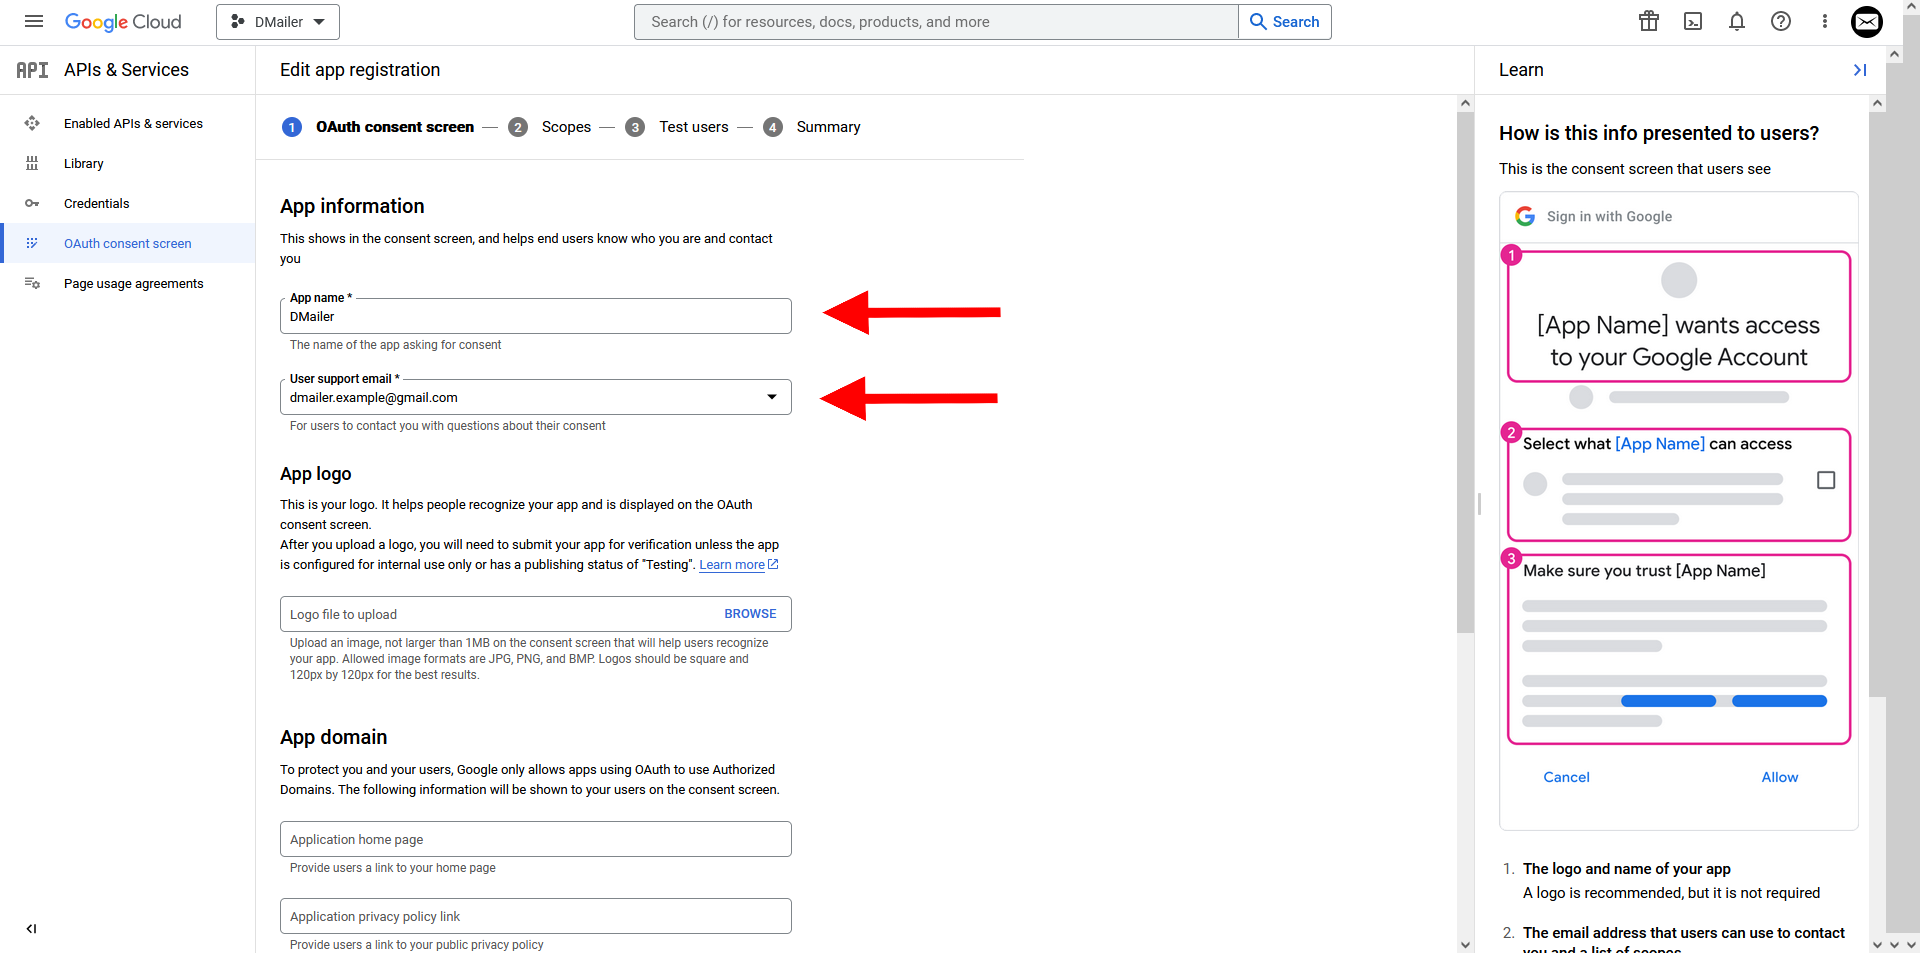 Google Cloud
DMailer
Search (/) for resources, docs, products, and more
Search
API
APIs & Services
Enabled APIs & services
Library
Credentials
OAuth consent screen
Page usage agreements
Edit app registration
1 OAuth consent screen — 2 Scopes — 3 Test users — 4 Summary
App information
This shows in the consent screen, and helps end users know who you are and contact
you
App name *
DMailer
The name of the app asking for consent
User support email *
dmailer.example@gmail.com
For users to contact you with questions about their consent
App logo
This is your logo. It helps people recognize your app and is displayed on the OAuth
consent screen.
After you upload a logo, you will need to submit your app for verification unless the app
is configured for internal use only or has a publishing status of "Testing". Learn more
Logo file to upload
BROWSE
Upload an image, not larger than 1MB on the consent screen that will help users recognize
your app. Allowed image formats are JPG, PNG, and BMP. Logos should be square and
120px by 120px for the best results.
App domain
To protect you and your users, Google only allows apps using OAuth to use Authorized
Domains. The following information will be shown to your users on the consent screen.
Application home page
Provide users a link to your home page
Application privacy policy link
Provide users a link to your public privacy policy
Learn
How is this info presented to users?
This is the consent screen that users see
Sign in with Google
1
[App Name] wants access
to your Google Account
2
Select what [App Name] can access
3
Make sure you trust [App Name]
Cancel
Allow
1. The logo and name of your app
A logo is recommended, but it is not required
2. The email address that users can use to contact
you and a list of scopes